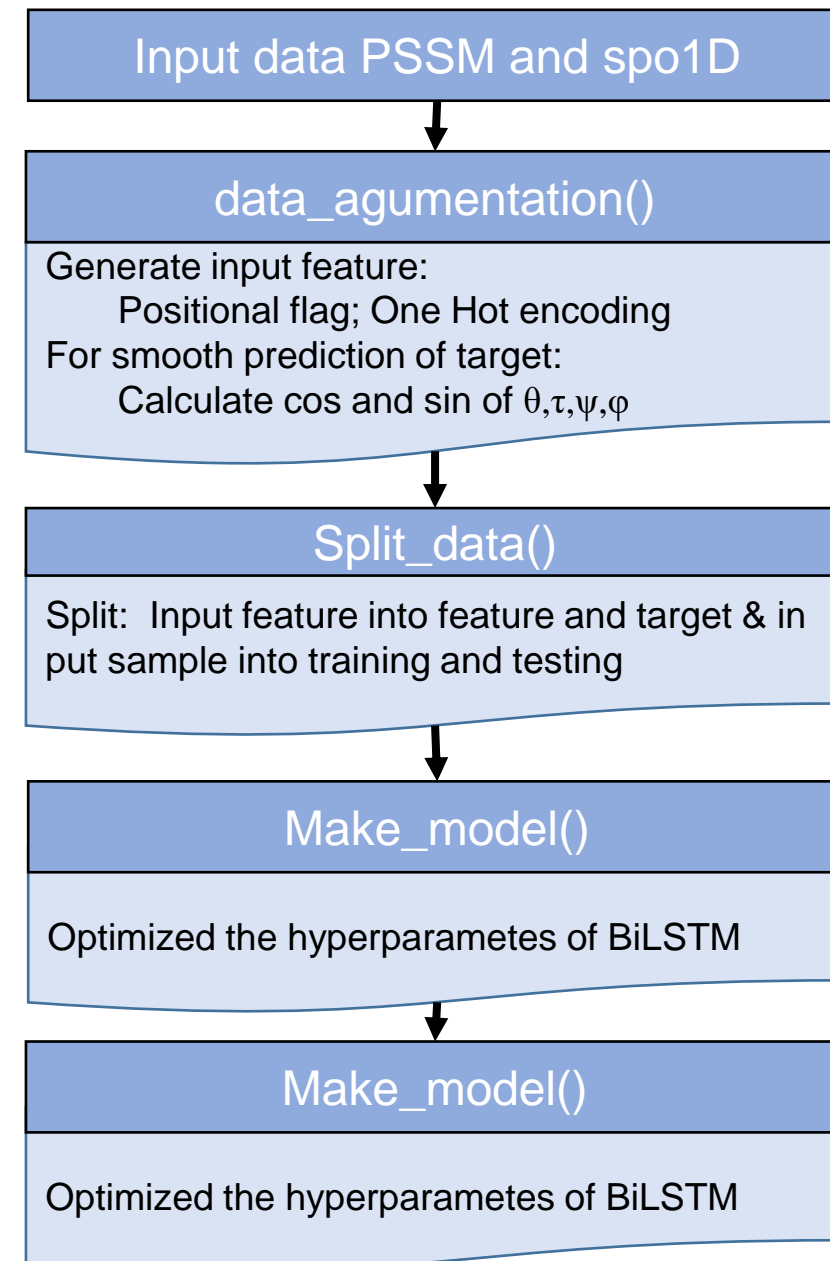 Input data PSSM and spo1D
data_agumentation()
Generate input feature:
Positional flag; One Hot encoding
For smooth prediction of target:
Calculate cos and sin of θ,τ,ψ,φ
Split_data()
Split: Input feature into feature and target & in
put sample into training and testing
Make_model()
Optimized the hyperparametes of BiLSTM
Make_model()
Optimized the hyperparametes of BiLSTM